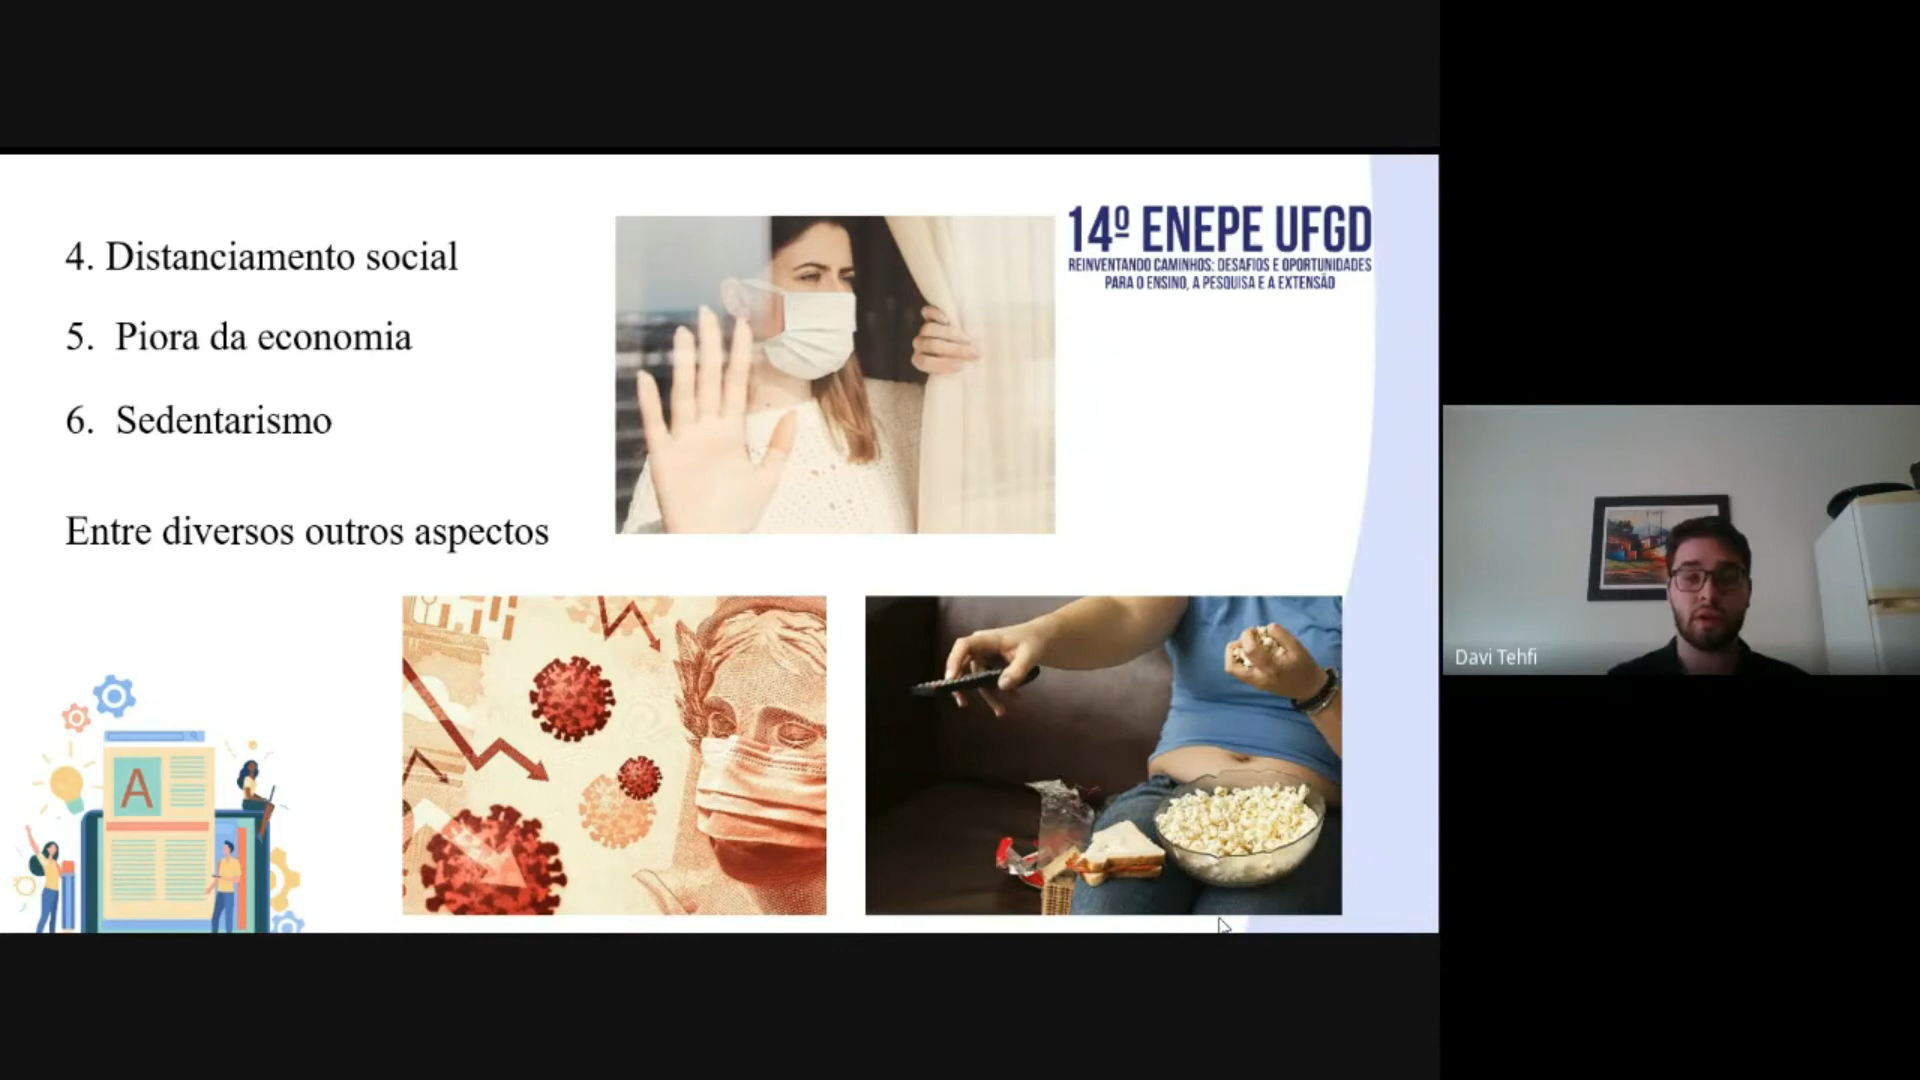 4. Distanciamento social
5. Piora da economia
6. Sedentarismo
Entre diversos outros aspectos
14º ENEPE UFGD
REINVENTANDO CAMINHOS: DESAFIOS E OPORTUNIDADES
PARA O ENSINO, A PESQUISA E A EXTENSÃO
A
Davi Tehfi